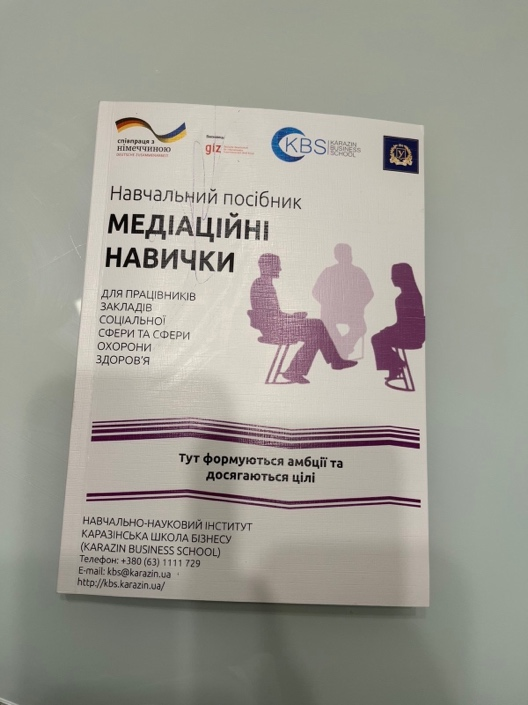 співпраця з
німеччиною
Виконавець:
giz
KBS
KARAZIN
BUSINESS
SCHOOL
Навчальний посібник
МЕДІАЦІЙНІ
НАВИЧКИ
ДЛЯ ПРАЦІВНИКІВ
ЗАКЛАДІВ
СОЦІАЛЬНОЇ
СФЕРИ ТА СФЕРИ
ОХОРОНИ
ЗДОРОВ'Я
Тут формуються амбції та
досягаються цілі
НАВЧАЛЬНО-НАУКОВИЙ ІНСТИТУТ
КАРАЗІНСЬКА ШКОЛА БІЗНЕСУ
(KARAZIN BUSINESS SCHOOL)
Телефон: +380 (63) 1111 729
E-mail: kbs@karazin.ua
http://kbs.karazin.ua/